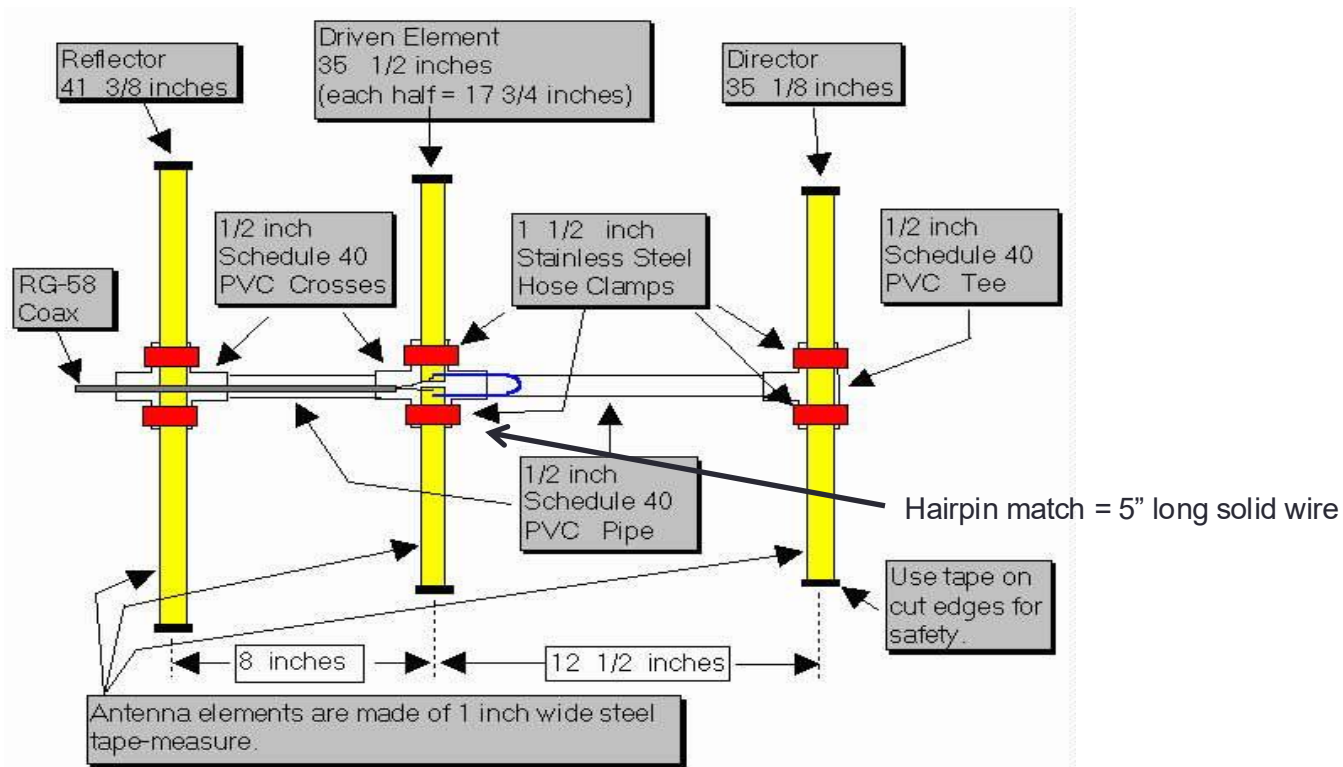 Reflector
41 3/8 inches
Driven Element
35 1/2 inches
(each half = 17 3/4 inches)
Director
35 1/8 inches
1/2 inch
Schedule 40
PVC Crosses
1 1/2 inch
Stainless Steel
Hose Clamps
1/2 inch
Schedule 40
PVC Tee
RG-58
Coax
1/2 inch
Schedule 40
PVC Pipe
Hairpin match = 5” long solid wire
Use tape on
cut edges for
safety.
8 inches
12 1/2 inches
Antenna elements are made of 1 inch wide steel
tape-measure.